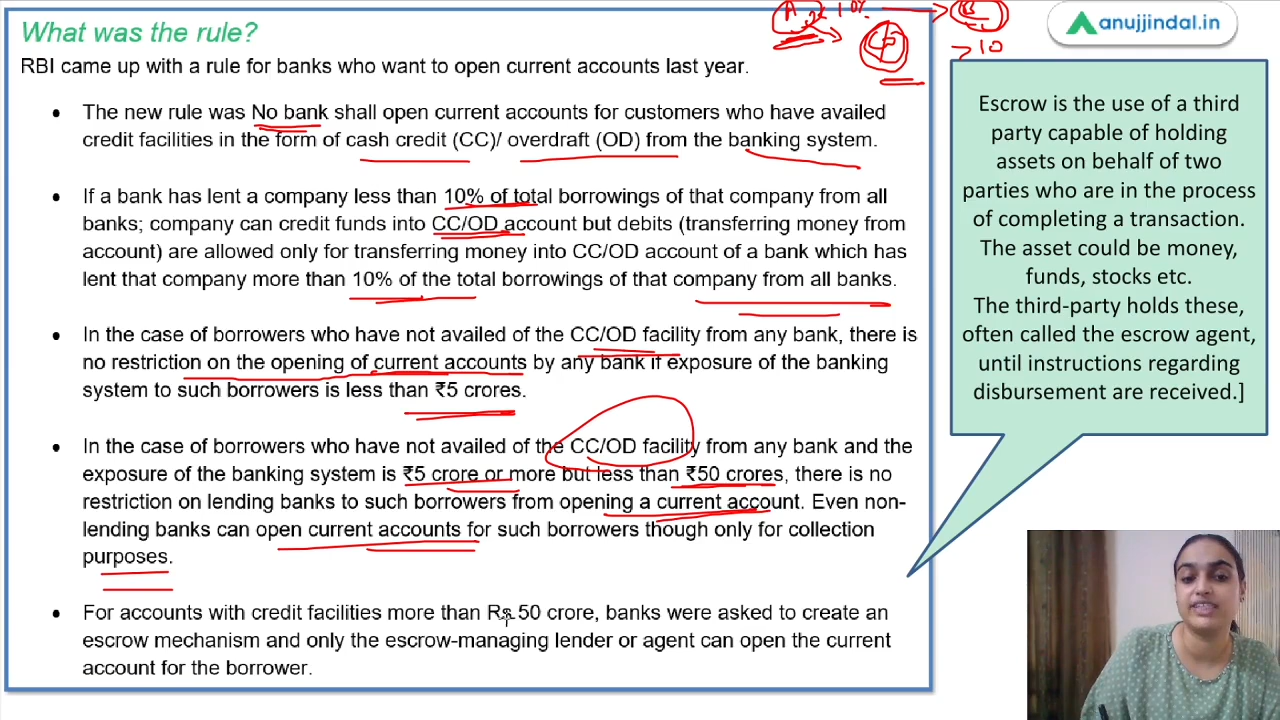 What was the rule?
RBI came up with a rule for banks who want to open current accounts last year.
• The new rule was No bank shall open current accounts for customers who have availed
credit facilities in the form of cash credit (CC)/ overdraft (OD) from the banking system.
• If a bank has lent a company less than 10% of total borrowings of that company from all
banks; company can credit funds into CC/OD account but debits (transferring money from
account) are allowed only for transferring money into CC/OD account of a bank which has
lent that company more than 10% of the total borrowings of that company from all banks.
• In the case of borrowers who have not availed of the CC/OD facility from any bank, there is
no restriction on the opening of current accounts by any bank if exposure of the banking
system to such borrowers is less than ₹5 crores.
• In the case of borrowers who have not availed of the CC/OD facility from any bank and the
exposure of the banking system is ₹5 crore or more but less than ₹50 crores, there is no
restriction on lending banks to such borrowers from opening a current account. Even non-
lending banks can open current accounts for such borrowers though only for collection
purposes.
• For accounts with credit facilities more than Rs.50 crore, banks were asked to create an
escrow mechanism and only the escrow-managing lender or agent can open the current
account for the borrower.
A < 10%
B
> 10
anujjindal.in
Escrow is the use of a third
party capable of holding
assets on behalf of two
parties who are in the process
of completing a transaction.
The asset could be money,
funds, stocks etc.
The third-party holds these,
often called the escrow agent,
until instructions regarding
disbursement are received.]